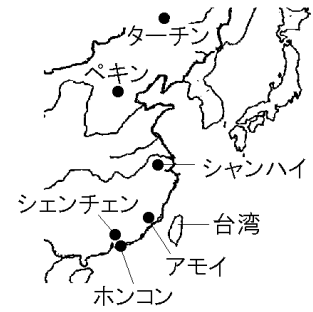 ターチン
ペキン
シャンハイ
シェンチェン
台湾
アモイ
ホンコン